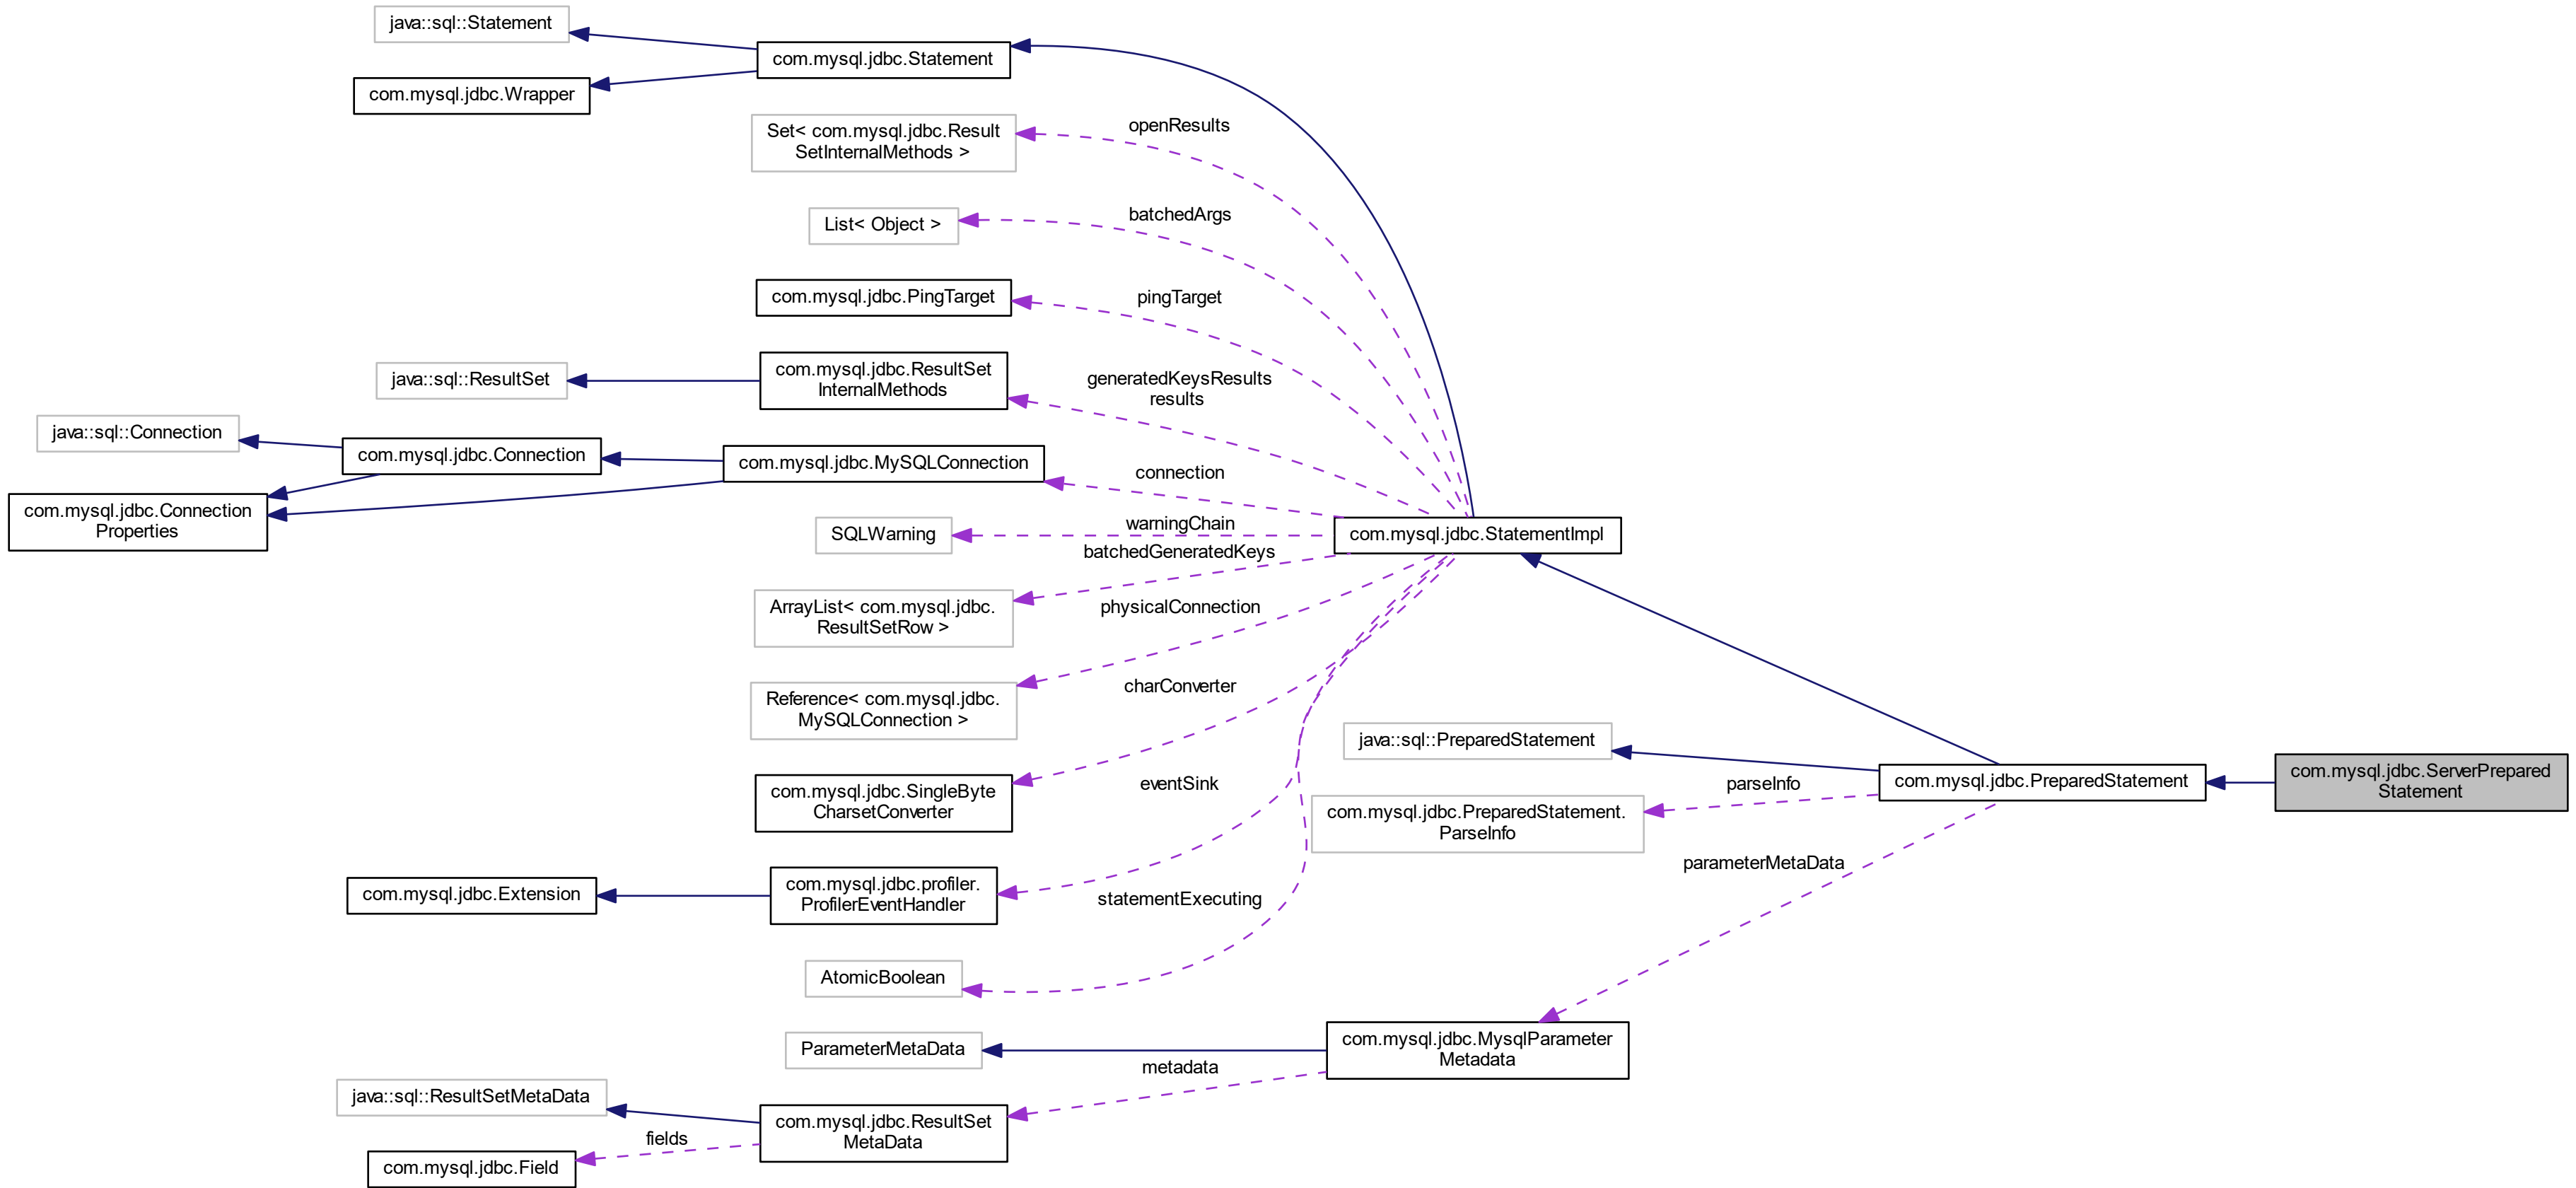 java::sql::Statement
com.mysql.jdbc.Statement
com.mysql.jdbc.Wrapper
Set< com.mysql.jdbc.Result
SetInternalMethods >
openResults
List< Object >
batchedArgs
com.mysql.jdbc.PingTarget
pingTarget
java::sql::ResultSet
com.mysql.jdbc.ResultSet
InternalMethods
generatedKeysResults
results
java::sql::Connection
com.mysql.jdbc.Connection
com.mysql.jdbc.MySQLConnection
connection
com.mysql.jdbc.Connection
Properties
SQLWarning
warningChain
com.mysql.jdbc.StatementImpl
batchedGeneratedKeys
ArrayList< com.mysql.jdbc.
ResultSetRow >
physicalConnection
Reference< com.mysql.jdbc.
MySQLConnection >
charConverter
java::sql::PreparedStatement
com.mysql.jdbc.PreparedStatement
com.mysql.jdbc.ServerPrepared
Statement
com.mysql.jdbc.SingleByte
CharsetConverter
eventSink
parseInfo
com.mysql.jdbc.PreparedStatement.
ParseInfo
parameterMetaData
com.mysql.jdbc.Extension
com.mysql.jdbc.profiler.
ProfilerEventHandler
statementExecuting
AtomicBoolean
ParameterMetaData
com.mysql.jdbc.MysqlParameter
Metadata
metadata
java::sql::ResultSetMetaData
com.mysql.jdbc.ResultSet
MetaData
fields
com.mysql.jdbc.Field